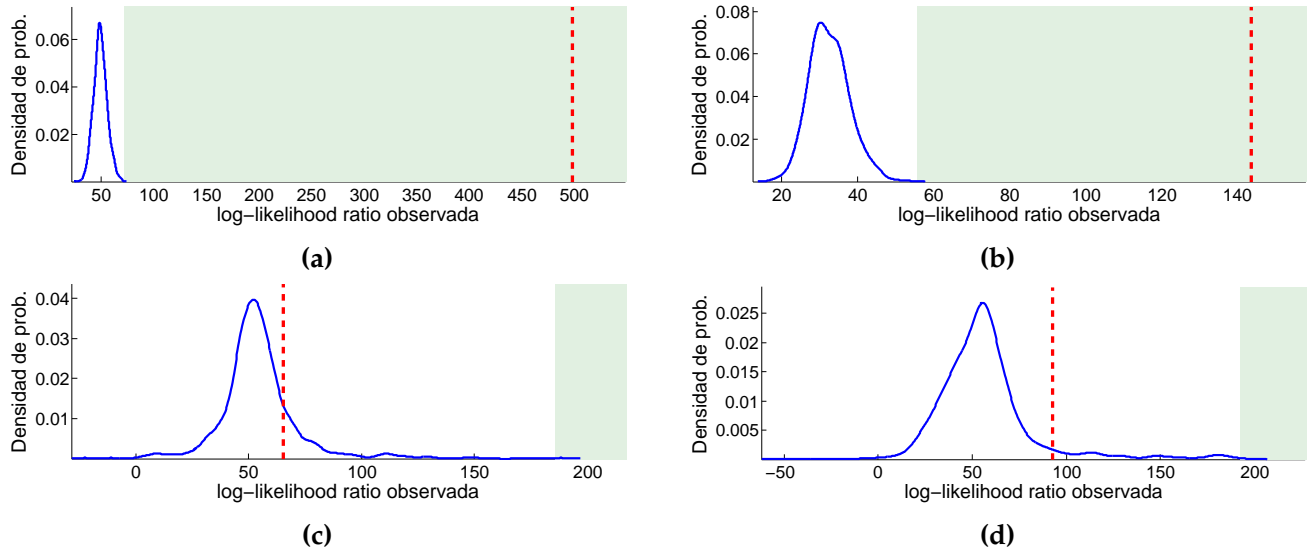 Densidad de prob.
0.06
0.04
0.02
50 100 150 200 250 300 350 400 450 500
log−likelihood ratio observada
(a)
Densidad de prob.
0.08
0.06
0.04
0.02
20 40 60 80 100 120 140
log−likelihood ratio observada
(b)
Densidad de prob.
0.04
0.03
0.02
0.01
0 50 100 150 200
log−likelihood ratio observada
(c)
Densidad de prob.
0.025
0.02
0.015
0.01
0.005
−50 0 50 100 150 200
log−likelihood ratio observada
(d)